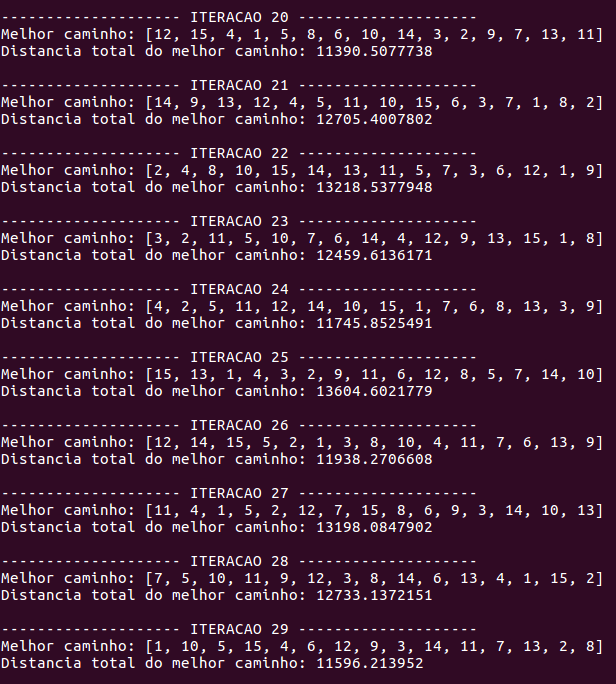 -------------------- ITERACAO 20 --------------------
Melhor caminho: [12, 15, 4, 1, 5, 8, 6, 10, 14, 3, 2, 9, 7, 13, 11]
Distancia total do melhor caminho: 11390.5077738
-------------------- ITERACAO 21 --------------------
Melhor caminho: [14, 9, 13, 12, 4, 5, 11, 10, 15, 6, 3, 7, 1, 8, 2]
Distancia total do melhor caminho: 12705.4007802
-------------------- ITERACAO 22 --------------------
Melhor caminho: [2, 4, 8, 10, 15, 14, 13, 11, 5, 7, 3, 6, 12, 1, 9]
Distancia total do melhor caminho: 13218.5377948
-------------------- ITERACAO 23 --------------------
Melhor caminho: [3, 2, 11, 5, 10, 7, 6, 14, 4, 12, 9, 13, 15, 1, 8]
Distancia total do melhor caminho: 12459.6136171
-------------------- ITERACAO 24 --------------------
Melhor caminho: [4, 2, 5, 11, 12, 14, 10, 15, 1, 7, 6, 8, 13, 3, 9]
Distancia total do melhor caminho: 11745.8525491
-------------------- ITERACAO 25 --------------------
Melhor caminho: [15, 13, 1, 4, 3, 2, 9, 11, 6, 12, 8, 5, 7, 14, 10]
Distancia total do melhor caminho: 13604.6021779
-------------------- ITERACAO 26 --------------------
Melhor caminho: [12, 14, 15, 5, 2, 1, 3, 8, 10, 4, 11, 7, 6, 13, 9]
Distancia total do melhor caminho: 11938.2706608
-------------------- ITERACAO 27 --------------------
Melhor caminho: [11, 4, 1, 5, 2, 12, 7, 15, 8, 6, 9, 3, 14, 10, 13]
Distancia total do melhor caminho: 13198.0847902
-------------------- ITERACAO 28 --------------------
Melhor caminho: [7, 5, 10, 11, 9, 12, 3, 8, 14, 6, 13, 4, 1, 15, 2]
Distancia total do melhor caminho: 12733.1372151
-------------------- ITERACAO 29 --------------------
Melhor caminho: [1, 10, 5, 15, 4, 6, 12, 9, 3, 14, 11, 7, 13, 2, 8]
Distancia total do melhor caminho: 11596.213952